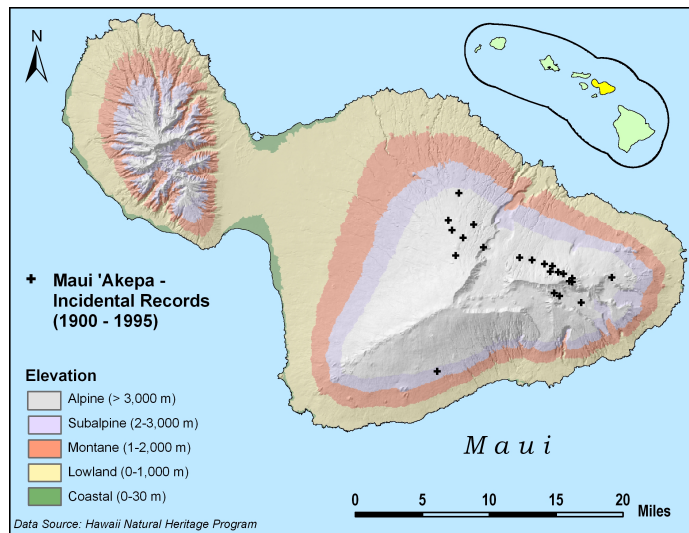 N
Maui 'Akepa -
Incidental Records
(1900 - 1995)
Elevation
Alpine (> 3,000 m)
Subalpine (2-3,000 m)
Montane (1-2,000 m)
Lowland (0-1,000 m)
Coastal (0-30 m)
Maui
0 5 10 15 20 Miles
Data Source: Hawaii Natural Heritage Program